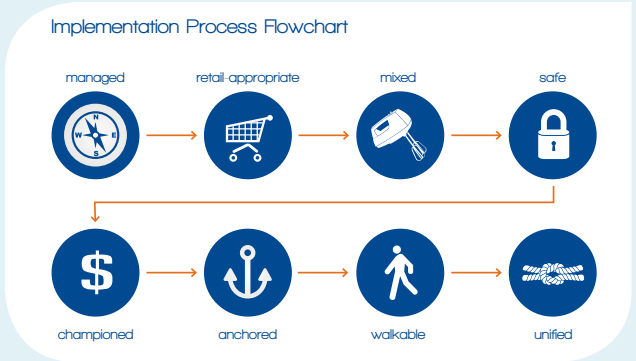 Implementation Process Flowchart
managed
retail-appropriate
mixed
safe
N
W E
S
$
championed
anchored
walkable
unified